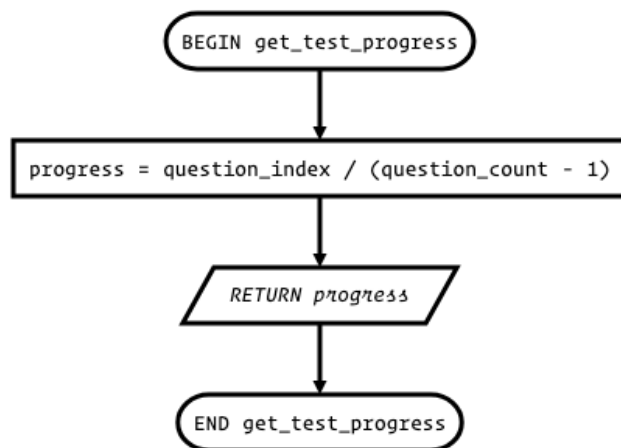 BEGIN get_test_progress
progress = question_index / (question_count - 1)
RETURN progress
END get_test_progress